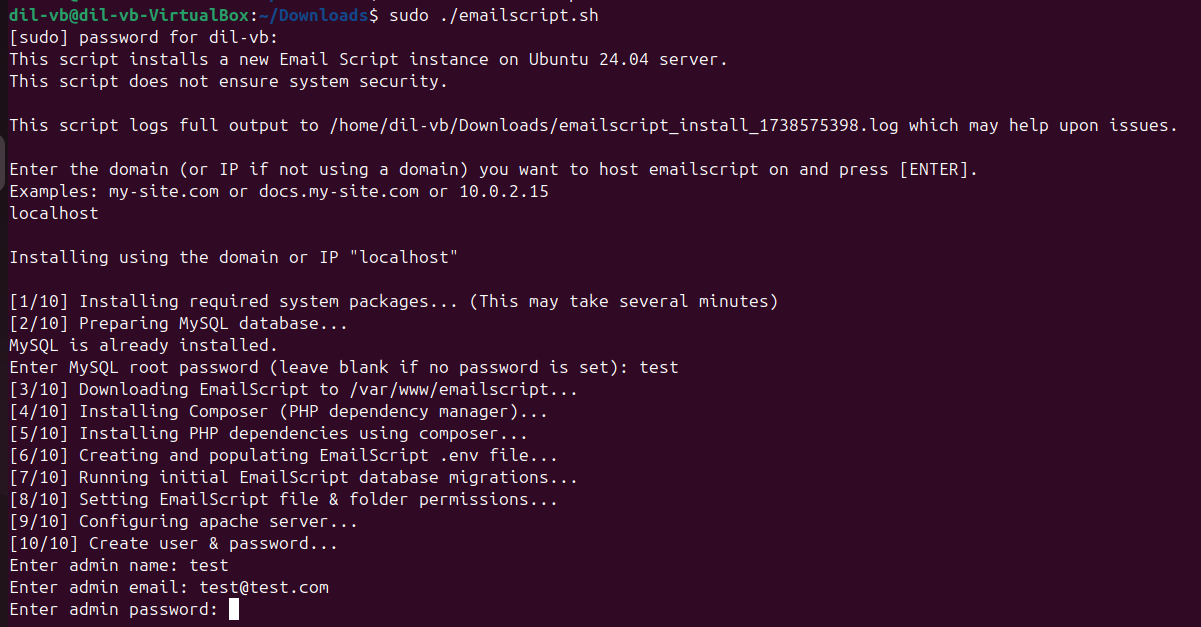 dil-vb@dil-vb-VirtualBox:~/Downloads$ sudo ./emailscript.sh
[sudo] password for dil-vb:
This script installs a new Email Script instance on Ubuntu 24.04 server.
This script does not ensure system security.
This script logs full output to /home/dil-vb/Downloads/emailscript_install_1738575398.log which may help upon issues.
Enter the domain (or IP if not using a domain) you want to host emailscript on and press [ENTER].
Examples: my-site.com or docs.my-site.com or 10.0.2.15
localhost
Installing using the domain or IP "localhost"
[1/10] Installing required system packages... (This may take several minutes)
[2/10] Preparing MySQL database...
MySQL is already installed.
Enter MySQL root password (leave blank if no password is set): test
[3/10] Downloading EmailScript to /var/www/emailscript...
[4/10] Installing Composer (PHP dependency manager)...
[5/10] Installing PHP dependencies using composer...
[6/10] Creating and populating EmailScript .env file...
[7/10] Running initial EmailScript database migrations...
[8/10] Setting EmailScript file & folder permissions...
[9/10] Configuring apache server...
[10/10] Create user & password...
Enter admin name: test
Enter admin email: test@test.com
Enter admin password: